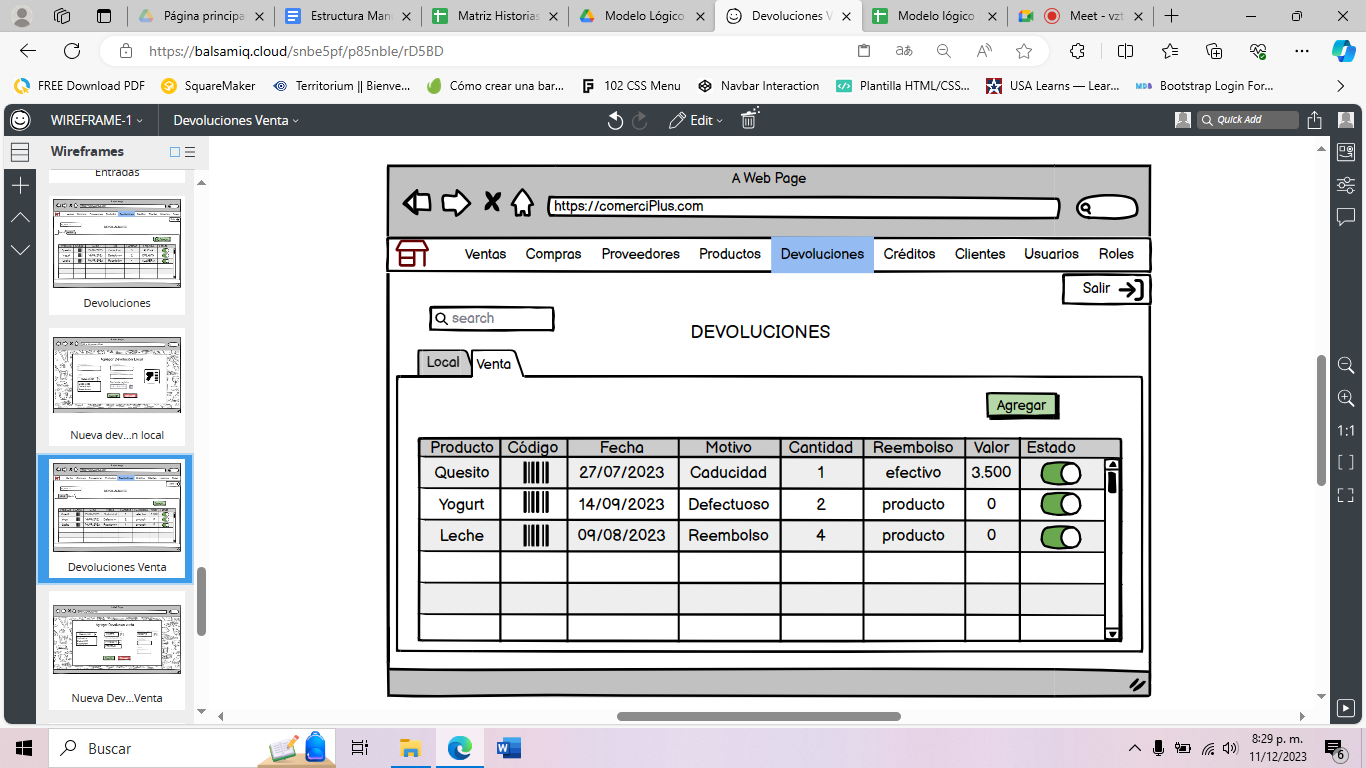 Página principa
Estructura Man
Matriz Historias
Modelo Lógico
Devoluciones V
Modelo lógico
Meet - vzt
https://balsamiq.cloud/snbe5pf/p85nble/rD5BD
FREE Download PDF
SquareMaker
Territorium || Bienve...
Cómo crear una bar...
102 CSS Menu
Navbar Interaction
Plantilla HTML/CSS...
USA Learns — Lear...
Bootstrap Login For...
WIREFRAME-1
Devoluciones Venta
Edit
Quick Add
Wireframes
Entradas
Devoluciones
Nueva dev...n local
Devoluciones Venta
Nueva Dev...Venta
A Web Page
https://comerciPlus.com
Ventas Compras Proveedores Productos Devoluciones Créditos Clientes Usuarios Roles
Salir
search
DEVOLUCIONES
Local Venta
Agregar
Producto Código Fecha Motivo Cantidad Reembolso Valor Estado
Quesito 27/07/2023 Caducidad 1 efectivo 3.500
Yogurt 14/09/2023 Defectuoso 2 producto 0
Leche 09/08/2023 Reembolso 4 producto 0
1:1
Buscar
8:29 p. m.
11/12/2023
6